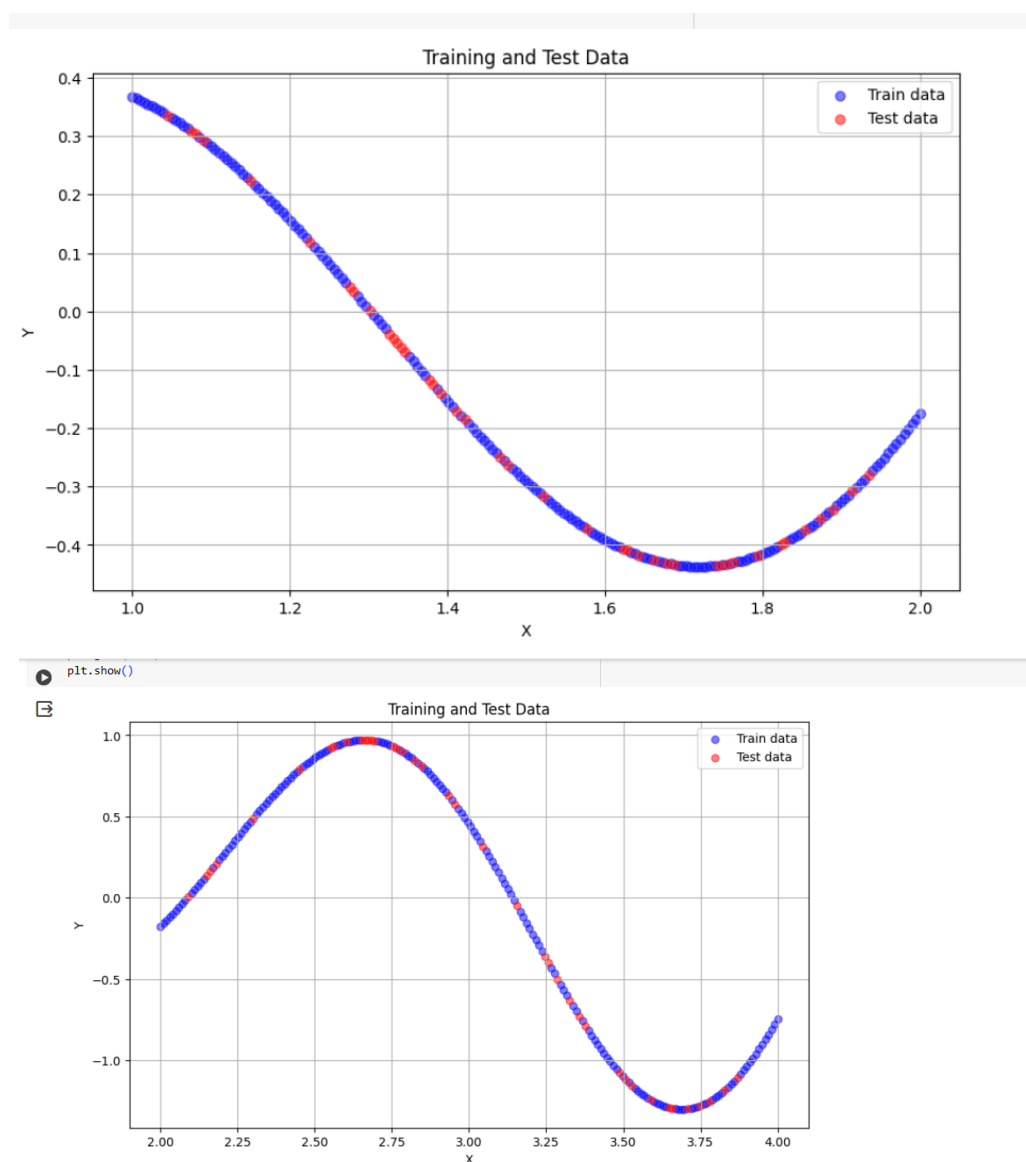 Training and Test Data
0.4
0.3
0.2
0.1
0.0
−0.1
−0.2
−0.3
−0.4
Y
Train data
Test data
1.0 1.2 1.4 1.6 1.8 2.0
X
plt.show()
Training and Test Data
1.0
0.5
0.0
−0.5
−1.0
Y
Train data
Test data
2.00 2.25 2.50 2.75 3.00 3.25 3.50 3.75 4.00
X